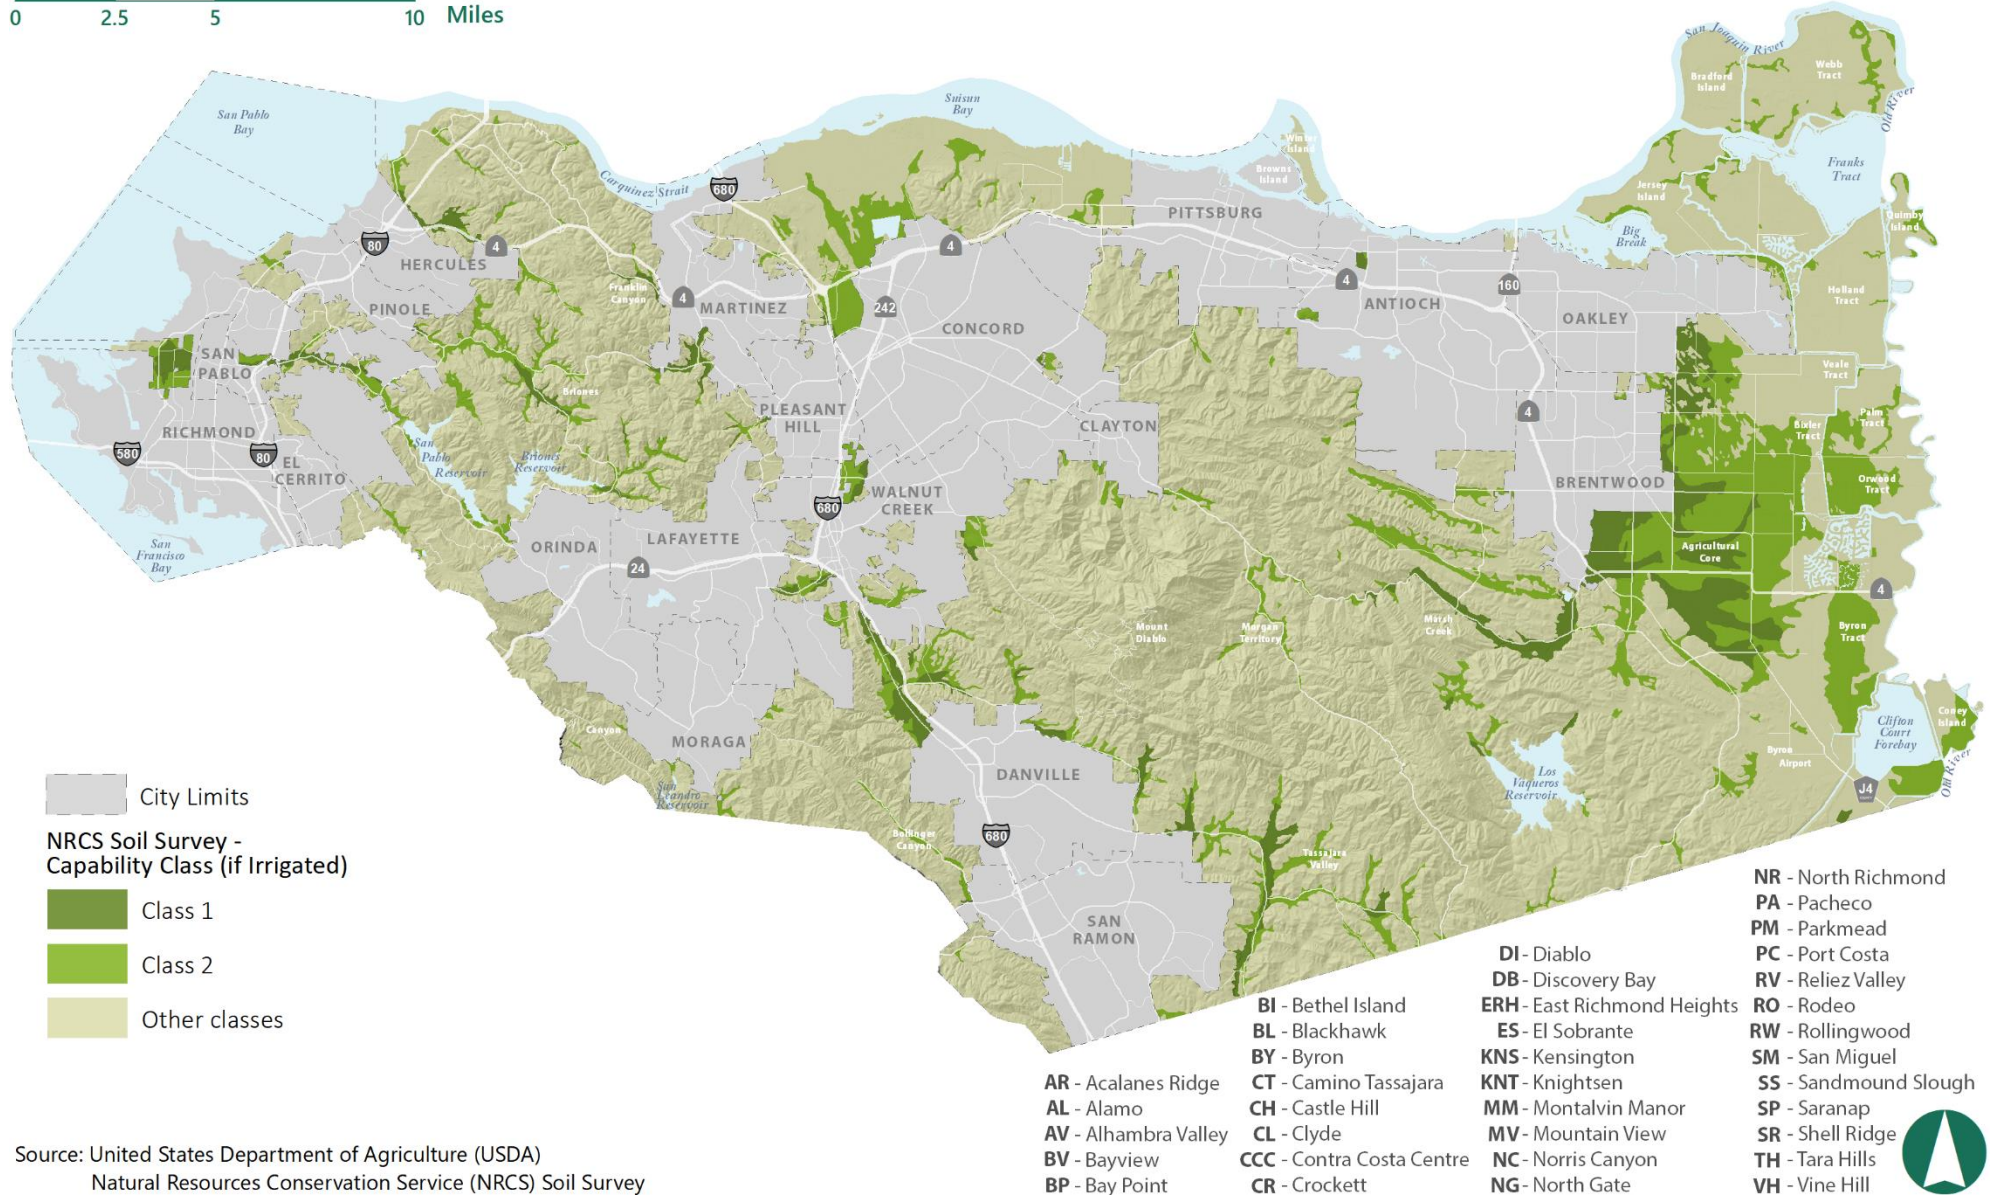 0 2.5 5 10 Miles
San Pablo
Bay
Suisun
Bay
San Joaquin River
Bradford
Island
Webb
Tract
Old River
Winter
Island
Browns
Island
Franks
Tract
Carquinez Strait
680
PITTSBURG
Jersey
Island
Quimby
Island
Big
Break
80
4
4
HERCULES
Franklin
Canyon
4
MARTINEZ
242
4
ANTIOCH
160
Holland
Tract
PINOLE
CONCORD
OAKLEY
SAN
PABLO
Veale
Tract
Briones
PLEASANT
HILL
CLAYTON
4
Palm
Tract
Bixler
Tract
RICHMOND
580
80
EL
CERRITO
San
Pablo
Reservoir
Briones
Reservoir
680
WALNUT
CREEK
BRENTWOOD
Orwood
Tract
San
Francisco
Bay
ORINDA
LAFAYETTE
24
Agricultural
Core
4
Mount
Diablo
Morgan
Territory
Marsh
Creek
Byron
Tract
Canyon
MORAGA
Clifton
Court
Forebay
Coney
Island
San
Leandro
Reservoir
DANVILLE
Los
Vaqueros
Reservoir
Byron
Airport
J4
Old River
Bollinger
Canyon
680
Tassajara
Valley
SAN
RAMON
City Limits
NRCS Soil Survey -
Capability Class (if Irrigated)
Class 1
Class 2
Other classes
AR - Acalanes Ridge
AL - Alamo
AV - Alhambra Valley
BV - Bayview
BP - Bay Point
BI - Bethel Island
BL - Blackhawk
BY - Byron
CT - Camino Tassajara
CH - Castle Hill
CL - Clyde
CCC - Contra Costa Centre
CR - Crockett
DI - Diablo
DB - Discovery Bay
ERH - East Richmond Heights
ES - El Sobrante
KNS - Kensington
KNT - Knightsen
MM - Montalvin Manor
MV - Mountain View
NC - Norris Canyon
NG - North Gate
NR - North Richmond
PA - Pacheco
PM - Parkmead
PC - Port Costa
RV - Reliez Valley
RO - Rodeo
RW - Rollingwood
SM - San Miguel
SS - Sandmound Slough
SP - Saranap
SR - Shell Ridge
TH - Tara Hills
VH - Vine Hill
Source: United States Department of Agriculture (USDA)
Natural Resources Conservation Service (NRCS) Soil Survey